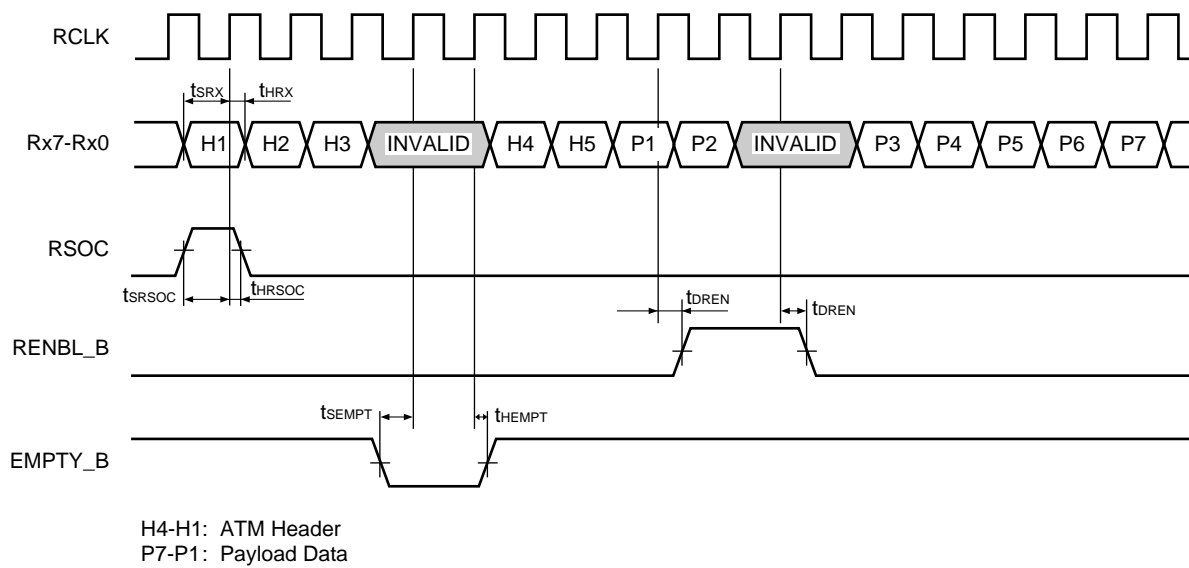 RCLK
tSRX tHRX
Rx7-Rx0 H1 H2 H3 INVALID H4 H5 P1 P2 INVALID P3 P4 P5 P6 P7
RSOC
tSRSOC tHRSOC
tDREN tDREN
RENBL_B
tSEMPT tHEMPT
EMPTY_B
H4-H1: ATM Header
P7-P1: Payload Data